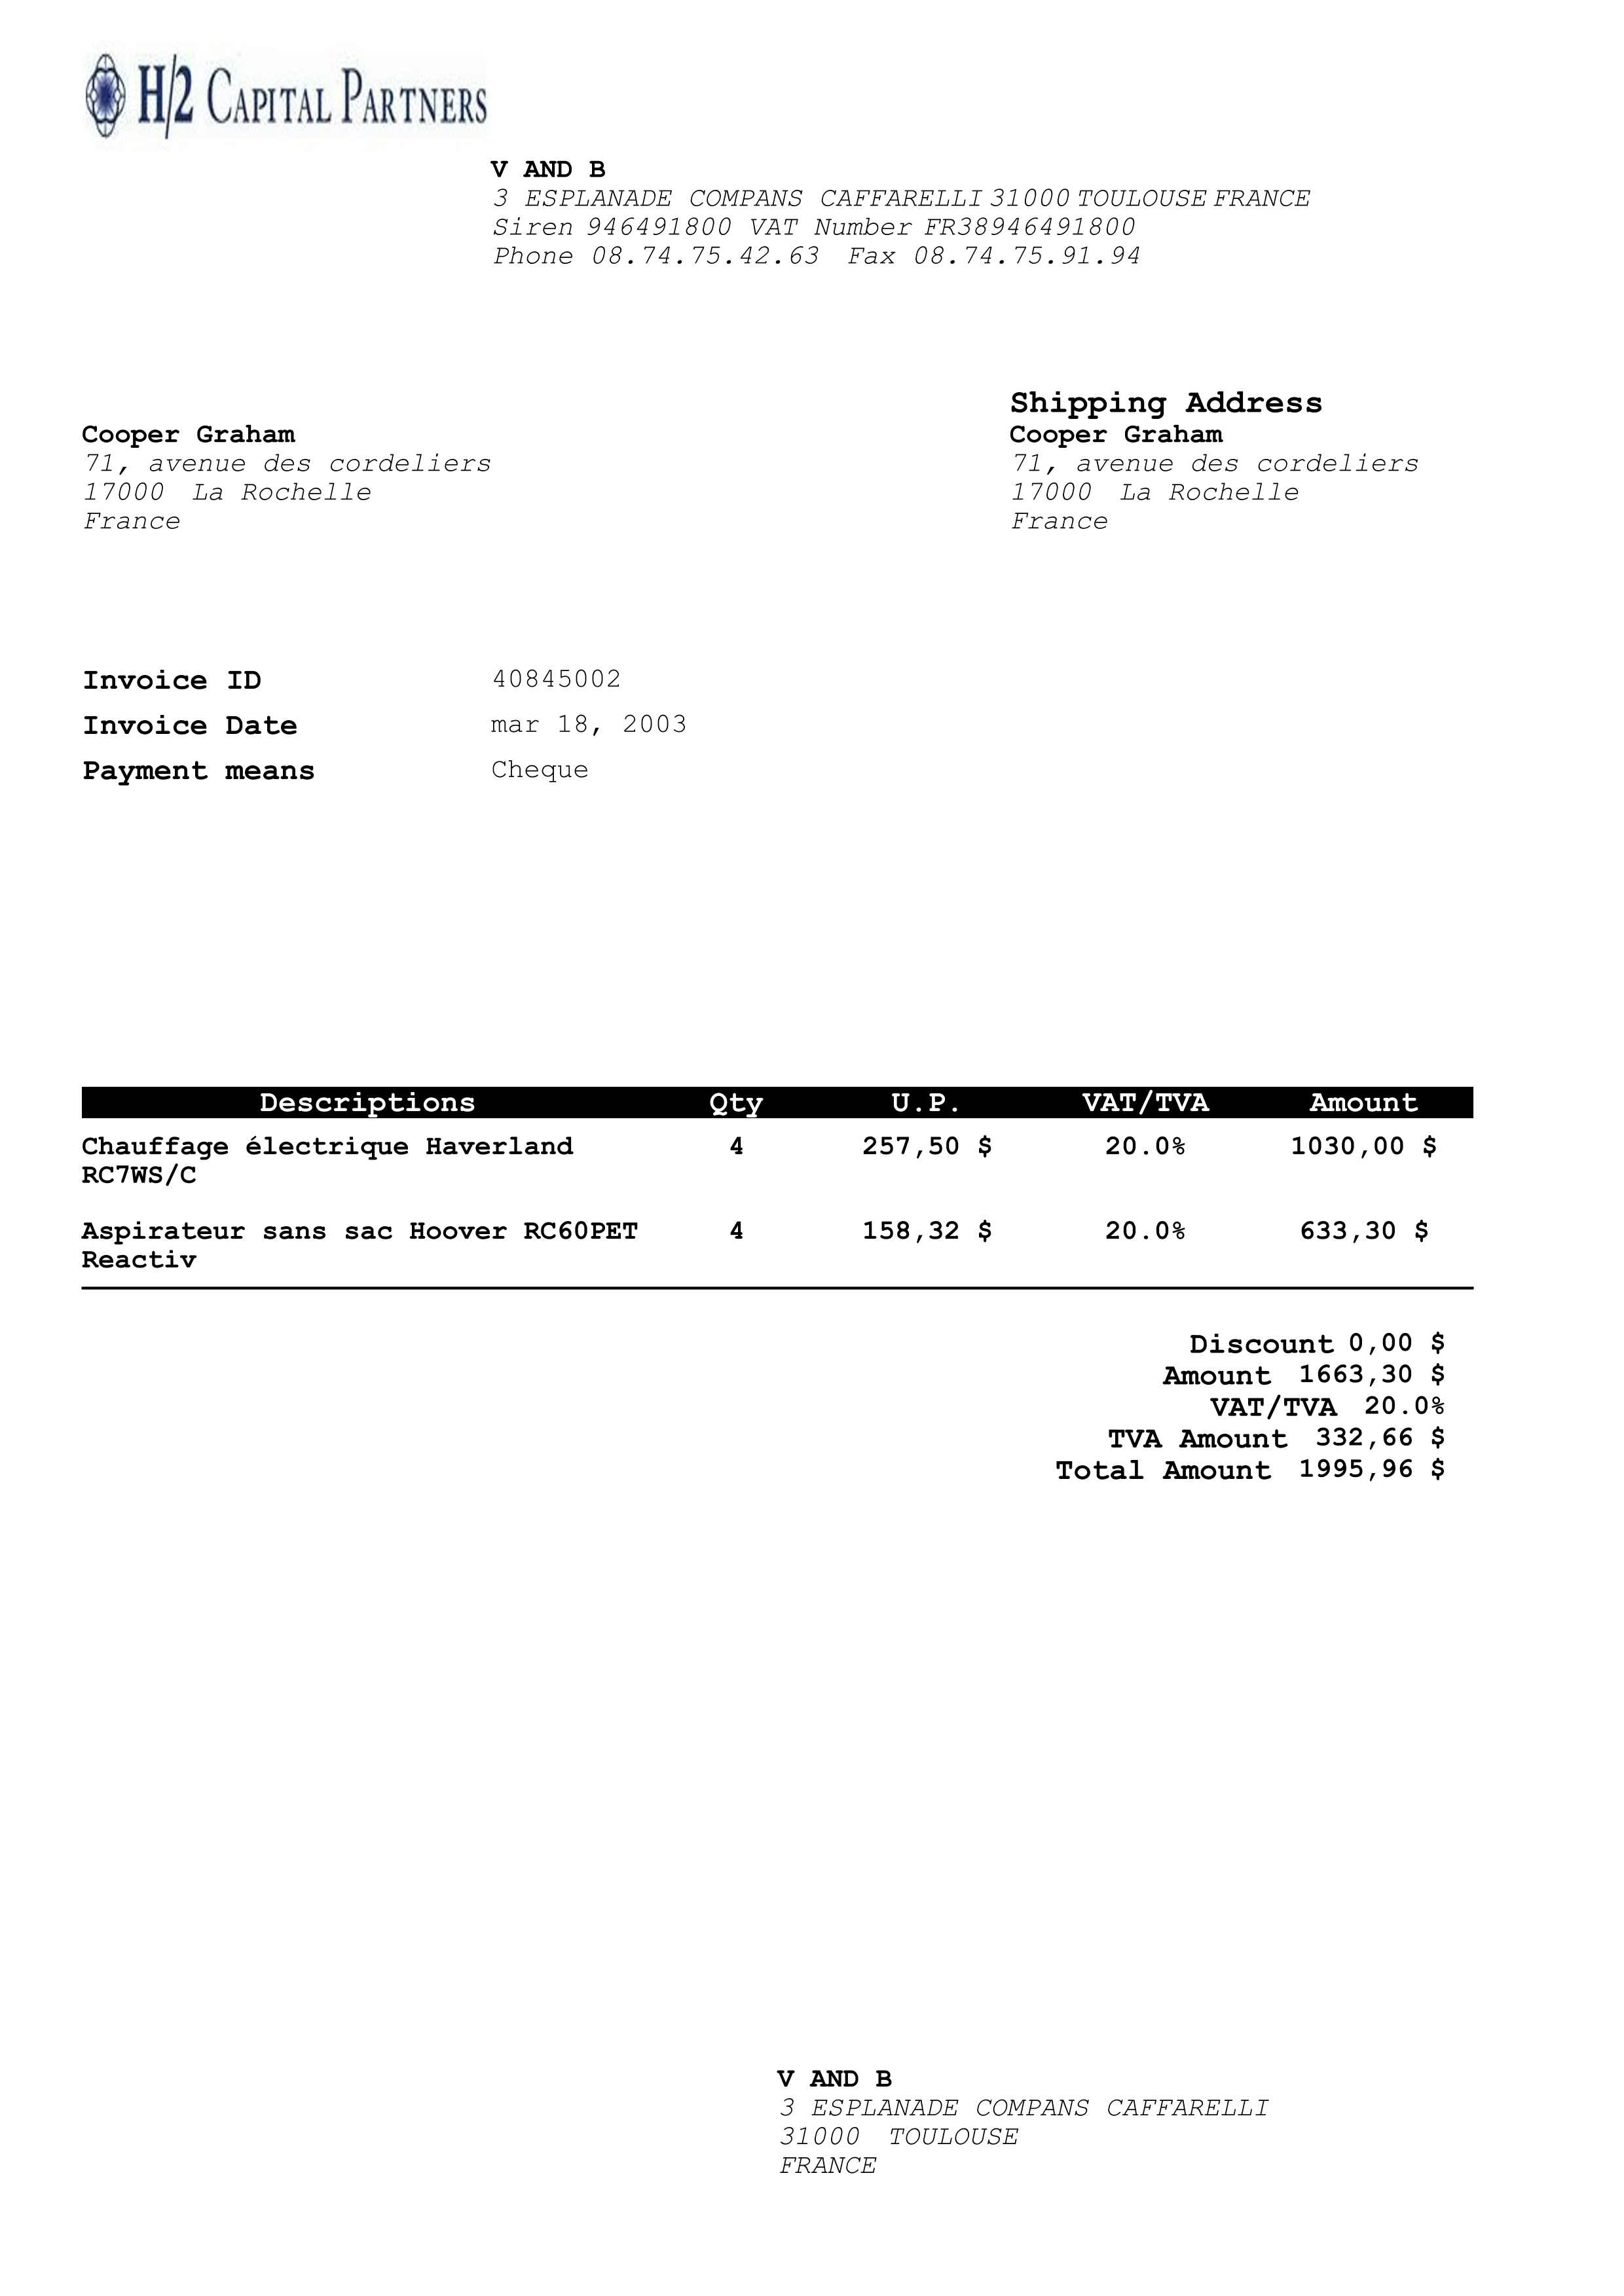 H/2 CAPITAL PARTNERS
V AND B
3 ESPLANADE COMPANS CAFFARELLI 31000 TOULOUSE FRANCE
Siren 946491800 VAT Number FR38946491800
Phone 08.74.75.42.63 Fax 08.74.75.91.94
Cooper Graham
71, avenue des cordeliers
17000 La Rochelle
France
Shipping Address
Cooper Graham
71, avenue des cordeliers
17000 La Rochelle
France
Invoice ID 40845002
Invoice Date mar 18, 2003
Payment means Cheque
Descriptions Qty U.P. VAT/TVA Amount
Chauffage électrique Haverland 4 257,50 $ 20.0% 1030,00 $
RC7WS/C
Aspirateur sans sac Hoover RC60PET 4 158,32 $ 20.0% 633,30 $
Reactiv
Discount 0,00 $
Amount 1663,30 $
VAT/TVA 20.0%
TVA Amount 332,66 $
Total Amount 1995,96 $
V AND B
3 ESPLANADE COMPANS CAFFARELLI
31000 TOULOUSE
FRANCE